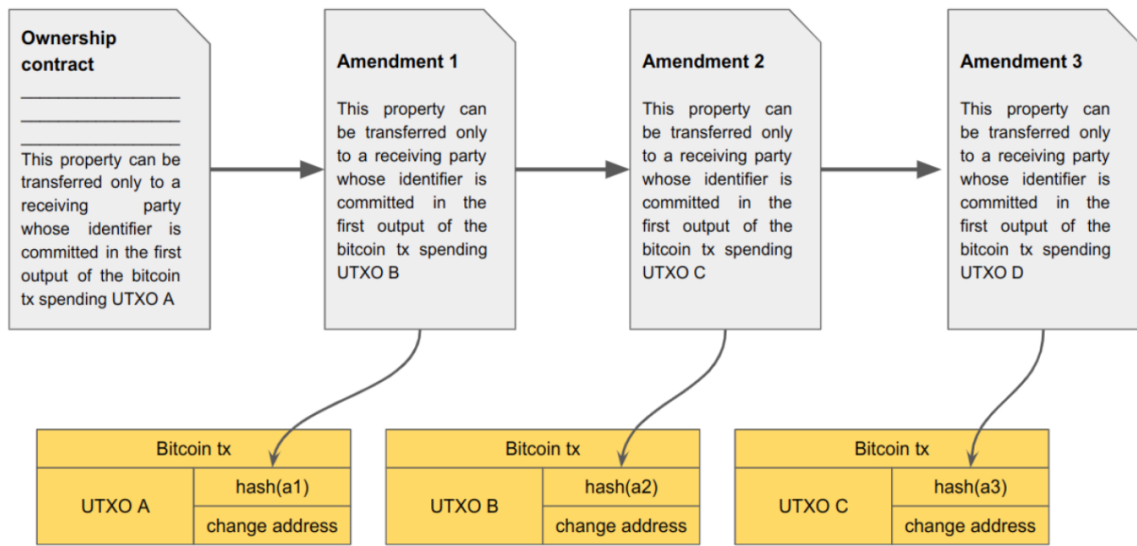 Ownership
contract
This property can be
transferred only to a
receiving party
whose identifier is
committed in the first
output of the bitcoin
tx spending UTXO A
Amendment 1
This property can
be transferred only
to a receiving party
whose identifier is
committed in the
first output of the
bitcoin tx spending
UTXO B
Amendment 2
This property can
be transferred only
to a receiving party
whose identifier is
committed in the
first output of the
bitcoin tx spending
UTXO C
Amendment 3
This property can
be transferred only
to a receiving party
whose identifier is
committed in the
first output of the
bitcoin tx spending
UTXO D
Bitcoin tx
UTXO A
hash(a1)
change address
Bitcoin tx
UTXO B
hash(a2)
change address
Bitcoin tx
UTXO C
hash(a3)
change address